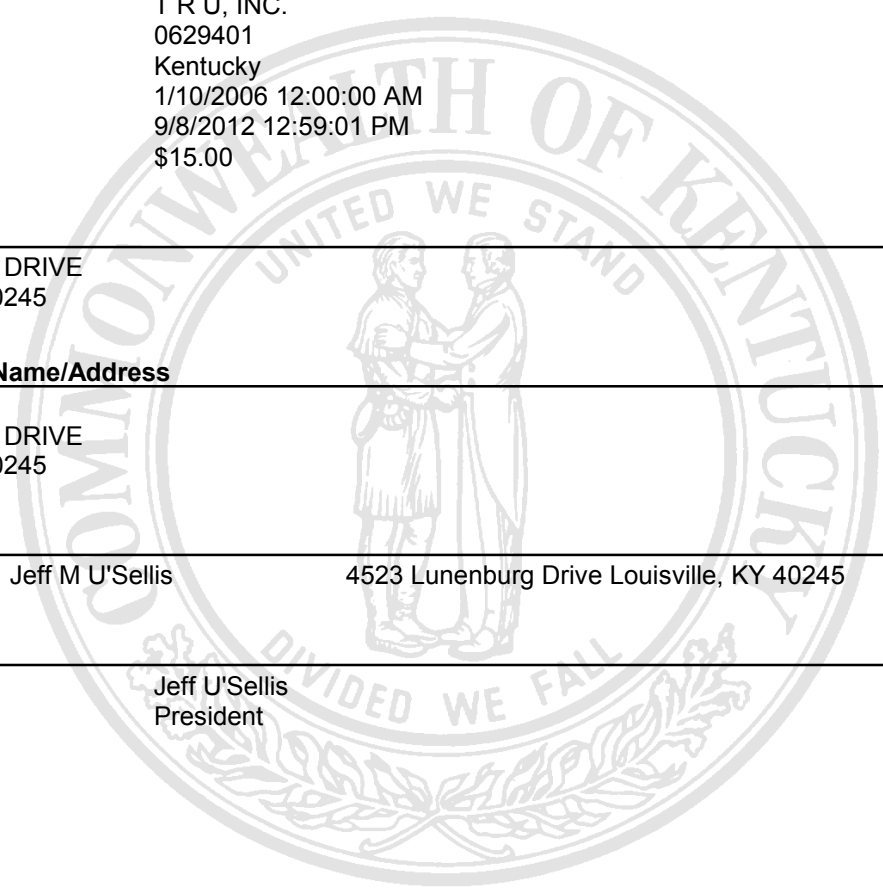 T R U, INC.
0629401
Kentucky
1/10/2006 12:00:00 AM
9/8/2012 12:59:01 PM
$15.00
DRIVE
0245
Name/Address
DRIVE
0245
Jeff M U'Sellis 4523 Lunenburg Drive Louisville, KY 40245
Jeff U'Sellis
President
COMMONWEALTH OF KENTUCKY
UNITED WE STAND
DIVIDED WE FALL